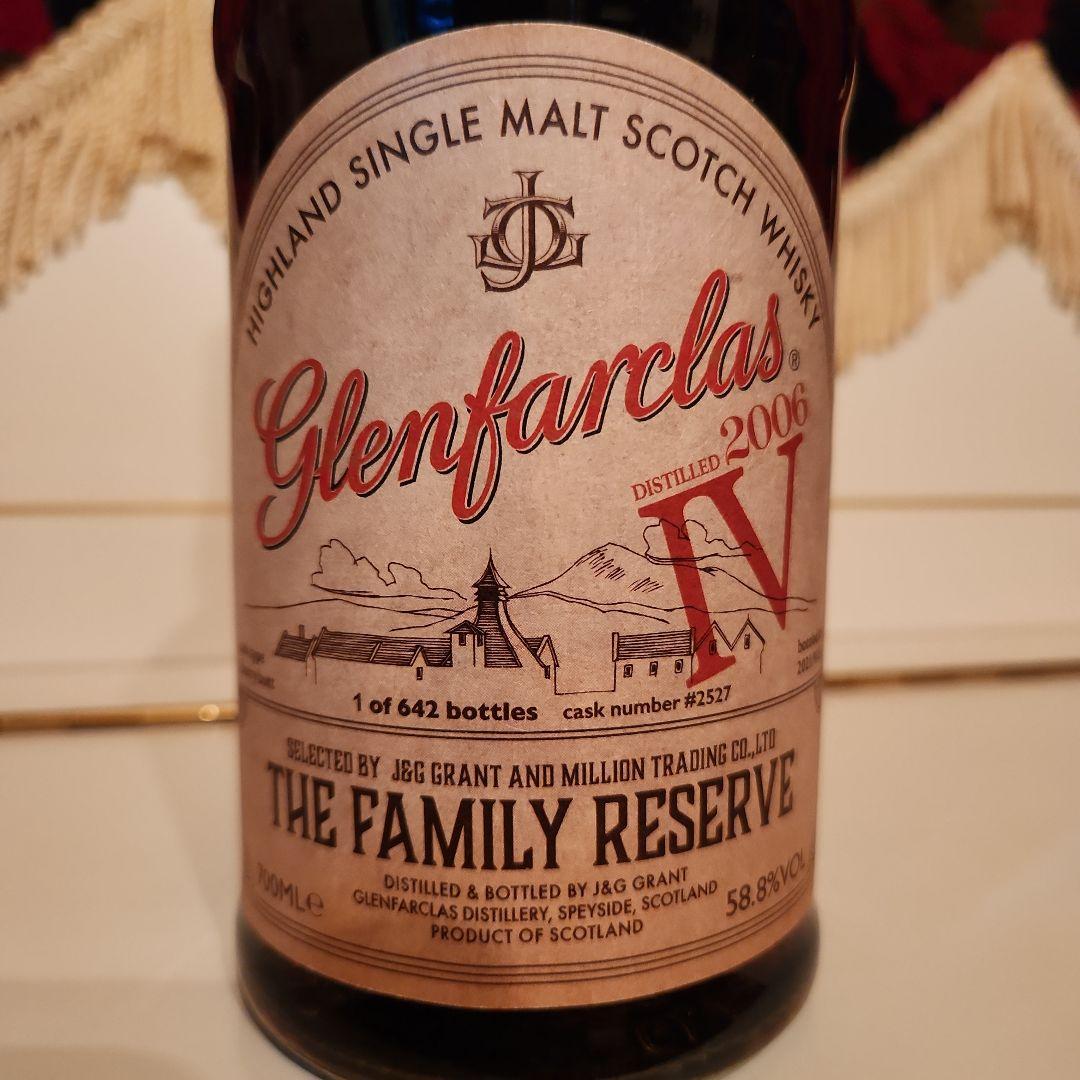 HIGHLAND SINGLE MALT SCOTCH WHISKY
Glenfarclas®
DISTILLED 2006
IV
1 of 642 bottles cask number #2527
SELECTED BY J&G GRANT AND MILLION TRADING CO.,LTD
THE FAMILY RESERVE
DISTILLED & BOTTLED BY J&G GRANT
GLENFARCLAS DISTILLERY, SPEYSIDE, SCOTLAND
PRODUCT OF SCOTLAND
700ML℮
58.8%VOL